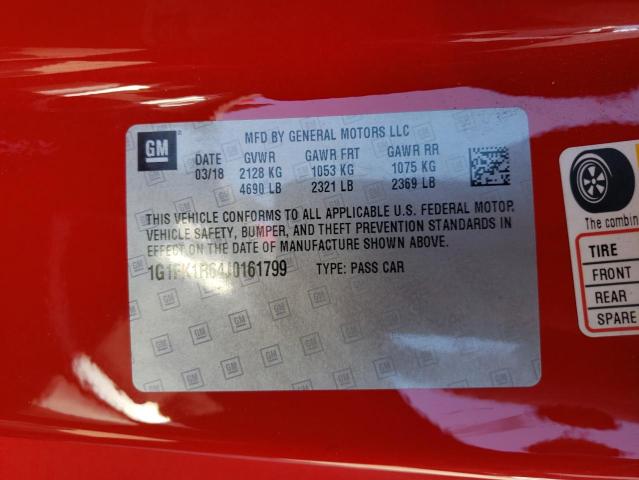 GM
MFD BY GENERAL MOTORS LLC
DATE GVWR GAWR FRT GAWR RR
03/18 2128 KG 1053 KG 1075 KG
4690 LB 2321 LB 2369 LB
THIS VEHICLE CONFORMS TO ALL APPLICABLE U.S. FEDERAL MOTOR
VEHICLE SAFETY, BUMPER, AND THEFT PREVENTION STANDARDS IN
EFFECT ON THE DATE OF MANUFACTURE SHOWN ABOVE.
1G1FK1R64J0161799 TYPE: PASS CAR
The combin
TIRE
FRONT
REAR
SPARE